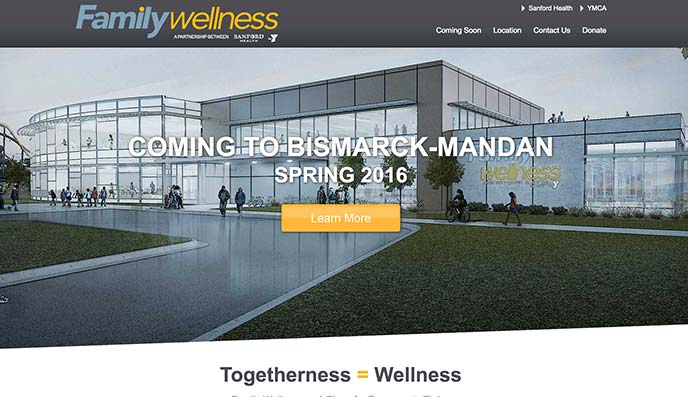 Familywellness
A PARTNERSHIP BETWEEN SANFORD HEALTH
Sanford Health YMCA
Coming Soon Location Contact Us Donate
COMING TO BISMARCK-MANDAN
SPRING 2016
Family
wellness
Learn More
Togetherness = Wellness